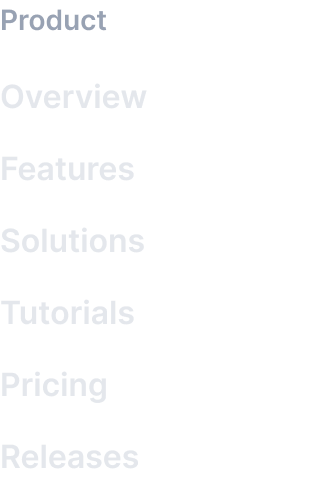 Product
Overview
Features
Solutions
Tutorials
Pricing
Releases